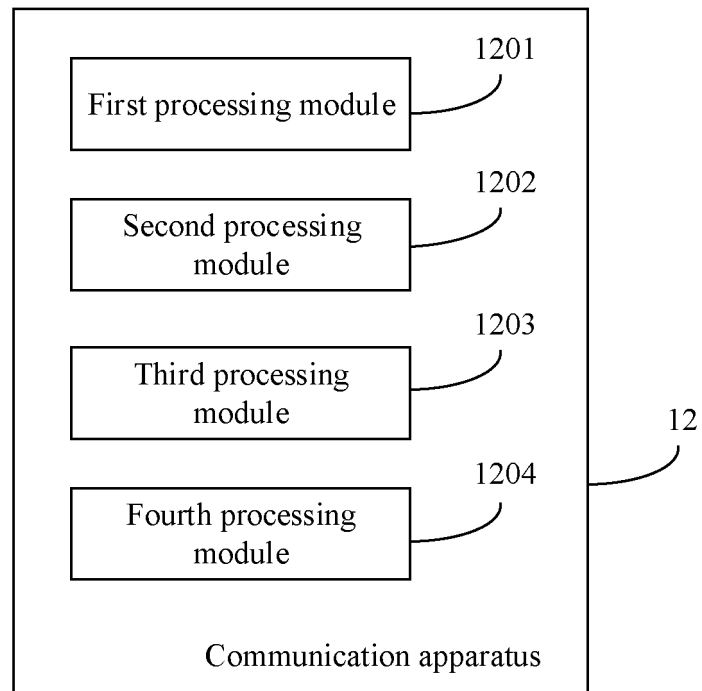 1201
First processing module
1202
Second processing
module
1203
Third processing
module
12
1204
Fourth processing
module
Communication apparatus